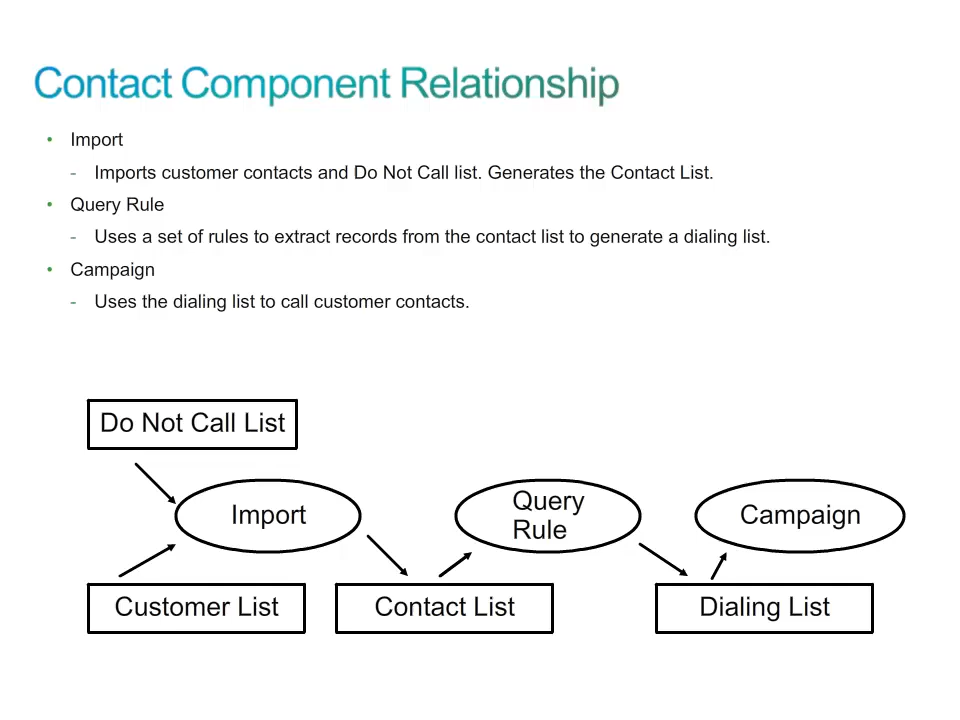 Contact Component Relationship
• Import
- Imports customer contacts and Do Not Call list. Generates the Contact List.
• Query Rule
- Uses a set of rules to extract records from the contact list to generate a dialing list.
• Campaign
- Uses the dialing list to call customer contacts.
Do Not Call List
Import
Query
Rule
Campaign
Customer List
Contact List
Dialing List